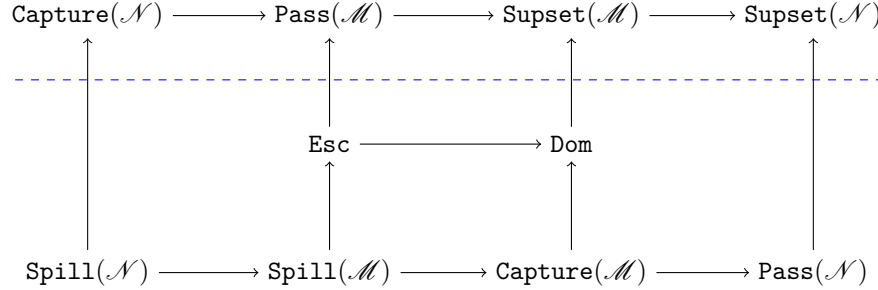 Capture(𝒩) Pass(ℳ) Supset(ℳ) Supset(𝒩)
Esc Dom
Spill(𝒩) Spill(ℳ) Capture(ℳ) Pass(𝒩)